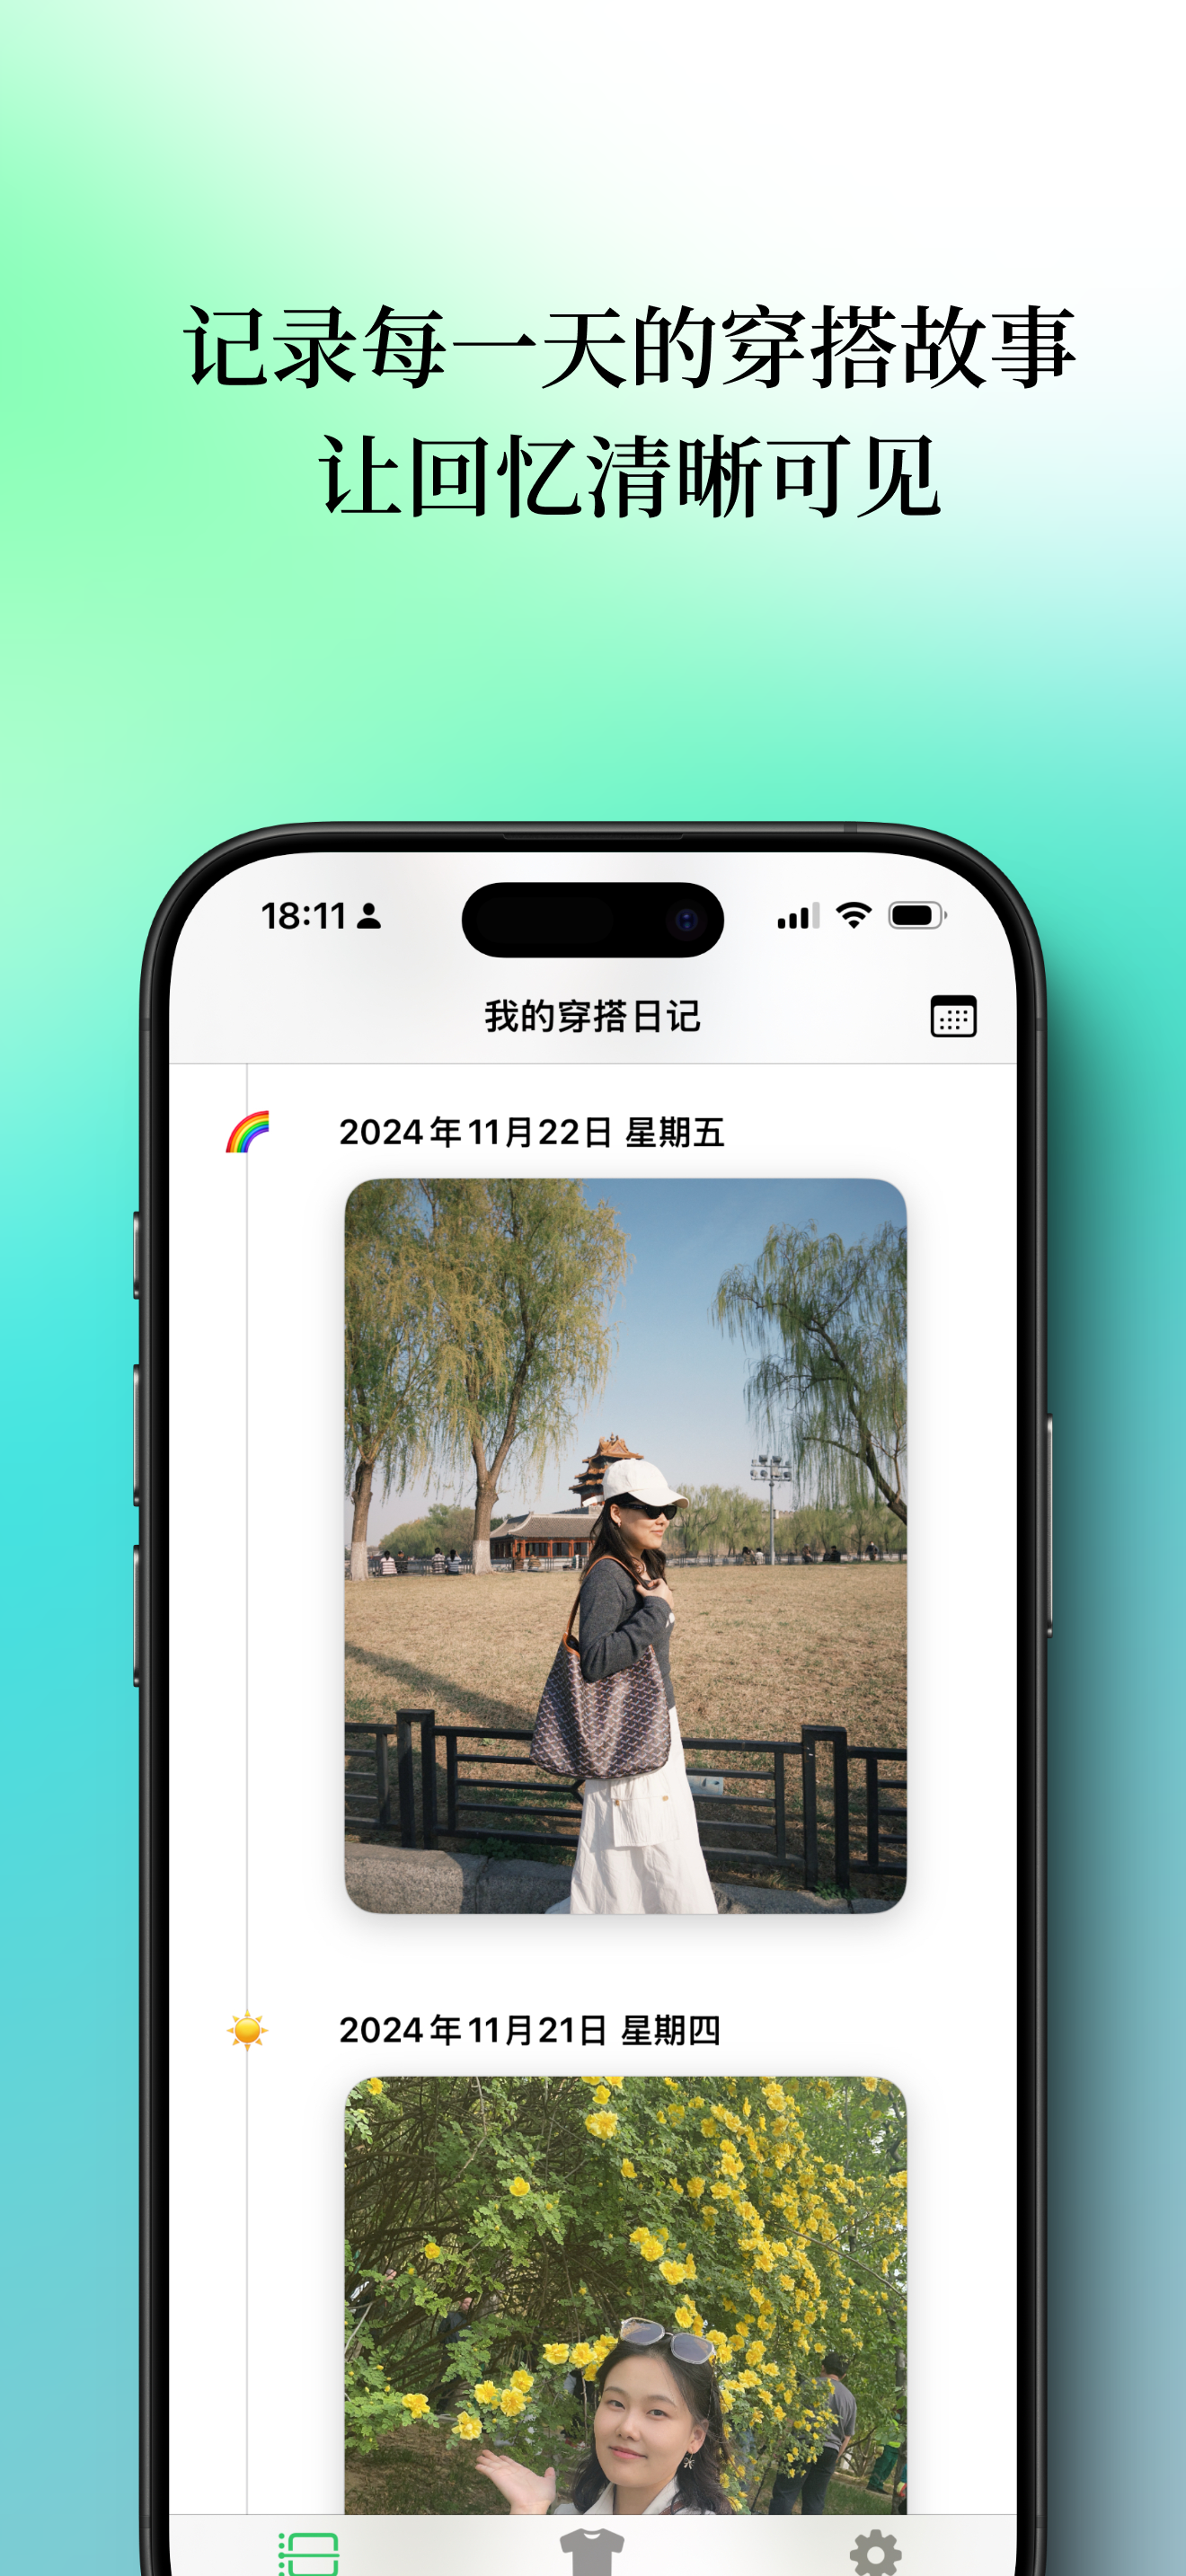 记录每一天的穿搭故事
让回忆清晰可见
18:11
我的穿搭日记
2024年11月22日 星期五
2024年11月21日 星期四